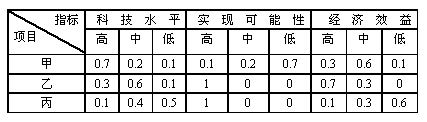 指标 科技水平 实现可能性 经济效益
项目 高 中 低 高 中 低 高 中 低
甲 0.7 0.2 0.1 0.1 0.2 0.7 0.3 0.6 0.1
乙 0.3 0.6 0.1 1 0 0 0.7 0.3 0
丙 0.1 0.4 0.5 1 0 0 0.1 0.3 0.6